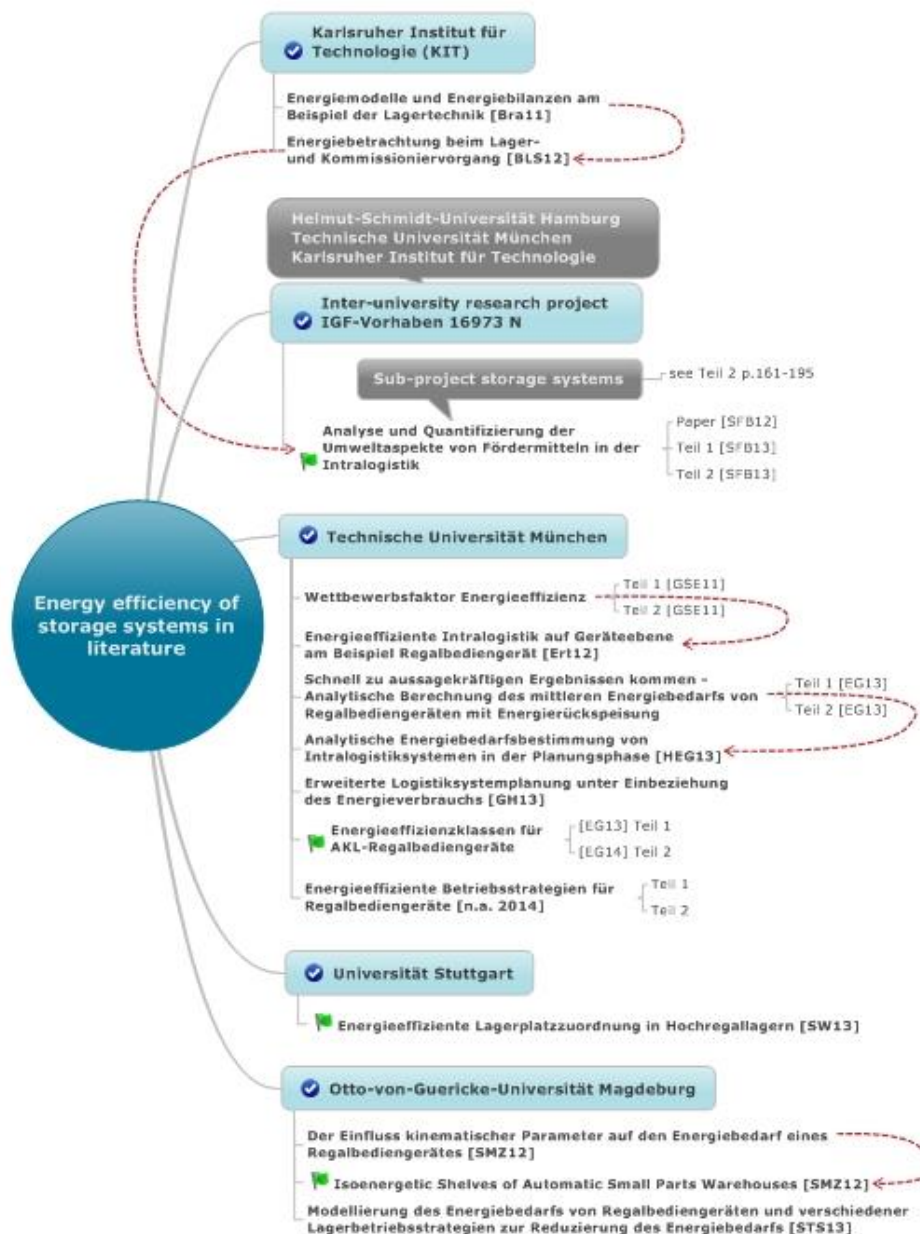 Karlsruher Institut für
Technologie (KIT)
Energiemodelle und Energiebilanzen am
Beispiel der Lagertechnik [Bra11]
Energiebetrachtung beim Lager-
und Kommissioniervorgang [BLS12]
Helmut-Schmidt-Universität Hamburg
Technische Universität München
Karlsruher Institut für Technologie
Inter-university research project
IGF-Vorhaben 16973 N
Sub-project storage systems
see Teil 2 p.161-195
Analyse und Quantifizierung der
Umweltaspekte von Fördermitteln in der
Intralogistik
Paper [SFB12]
Teil 1 [SFB13]
Teil 2 [SFB13]
Energy efficiency of
storage systems in
literature
Technische Universität München
Wettbewerbsfaktor Energieeffizienz
Teil 1 [GSE11]
Teil 2 [GSE11]
Energieeffiziente Intralogistik auf Geräteebene
am Beispiel Regalbediengerät [Ert12]
Schnell zu aussagekräftigen Ergebnissen kommen -
Analytische Berechnung des mittleren Energiebedarfs von
Regalbediengeräten mit Energierückspeisung
Teil 1 [EG13]
Teil 2 [EG13]
Analytische Energiebedarfsbestimmung von
Intralogistiksystemen in der Planungsphase [HEG13]
Erweiterte Logistiksystemplanung unter Einbeziehung
des Energieverbrauchs [GH13]
Energieeffizienzklassen für
AKL-Regalbediengeräte
[EG13] Teil 1
[EG14] Teil 2
Energieeffiziente Betriebsstrategien für
Regalbediengeräte [n.a. 2014]
Teil 1
Teil 2
Universität Stuttgart
Energieeffiziente Lagerplatzzuordnung in Hochregallagern [SW13]
Otto-von-Guericke-Universität Magdeburg
Der Einfluss kinematischer Parameter auf den Energiebedarf eines
Regalbediengerätes [SMZ12]
Isoenergetic Shelves of Automatic Small Parts Warehouses [SMZ12]
Modellierung des Energiebedarfs von Regalbediengeräten und verschiedener
Lagerbetriebsstrategien zur Reduzierung des Energiebedarfs [STS13]